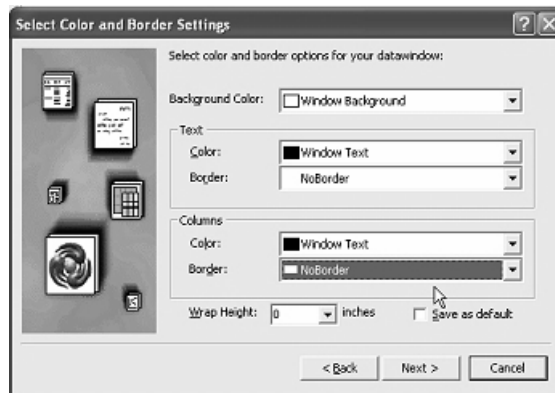 Select Color and Border Settings
Select color and border options for your datawindow:
Background Color: Window Background
Text
Color: Window Text
Border: NoBorder
Columns
Color: Window Text
Border: NoBorder
Wrap Height: 0 inches Save as default
< Back Next > Cancel